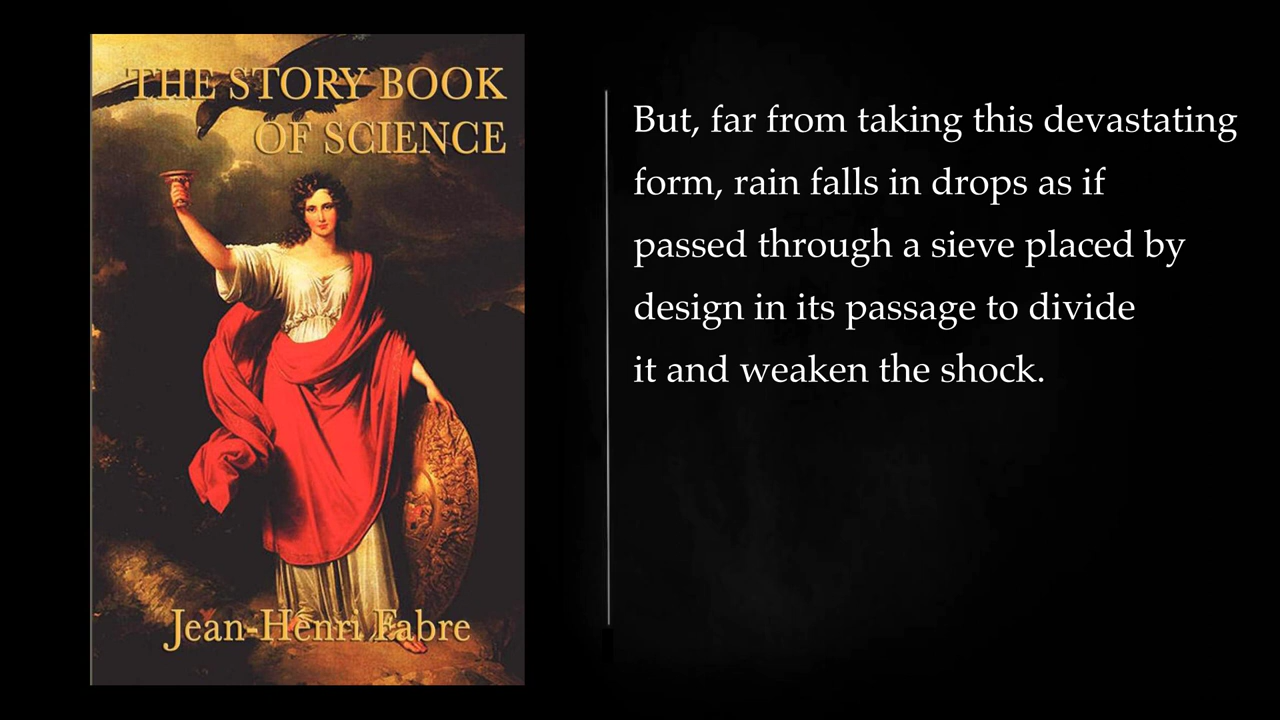 THE STORY BOOK
OF SCIENCE
Jean-Henri Fabre
But, far from taking this devastating
form, rain falls in drops as if
passed through a sieve placed by
design in its passage to divide
it and weaken the shock.